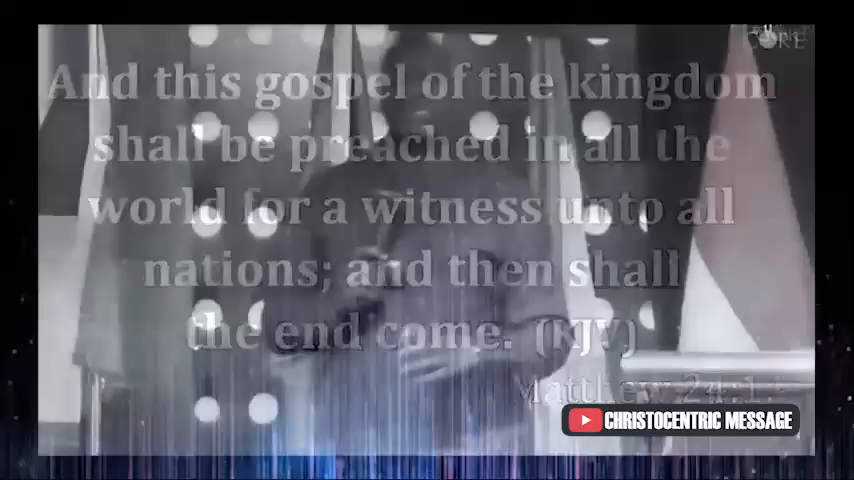 And this gospel of the kingdom
shall be preached in all the
world for a witness unto all
nations; and then shall
the end come. (KJV)
CORE
CHRISTOCENTRIC MESSAGE